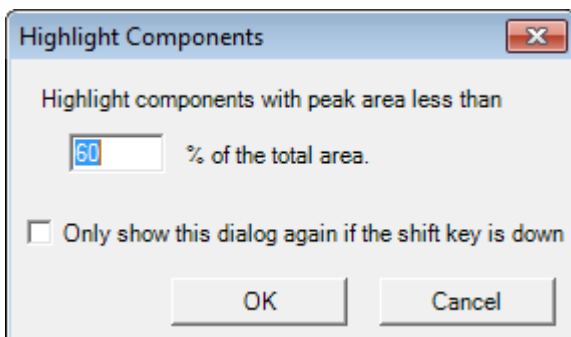 Highlight Components
Highlight components with peak area less than
60 % of the total area.
Only show this dialog again if the shift key is down
OK Cancel